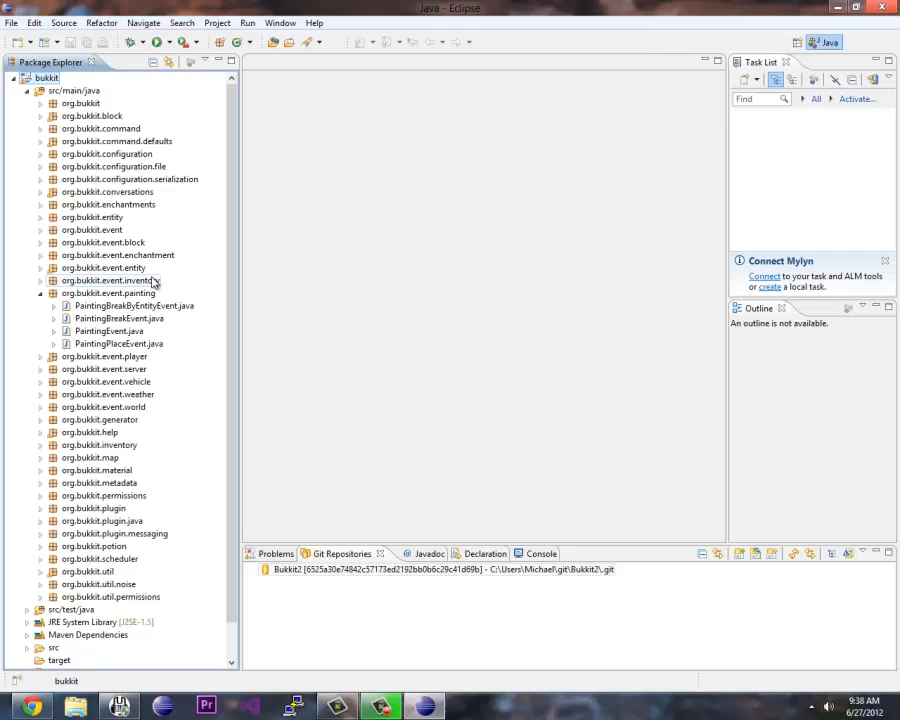 Java - Eclipse
File Edit Source Refactor Navigate Search Project Run Window Help
Java
Package Explorer
bukkit
src/main/java
org.bukkit
org.bukkit.block
org.bukkit.command
org.bukkit.command.defaults
org.bukkit.configuration
org.bukkit.configuration.file
org.bukkit.configuration.serialization
org.bukkit.conversations
org.bukkit.enchantments
org.bukkit.entity
org.bukkit.event
org.bukkit.event.block
org.bukkit.event.enchantment
org.bukkit.event.entity
org.bukkit.event.inventory
org.bukkit.event.painting
PaintingBreakByEntityEvent.java
PaintingBreakEvent.java
PaintingEvent.java
PaintingPlaceEvent.java
org.bukkit.event.player
org.bukkit.event.server
org.bukkit.event.vehicle
org.bukkit.event.weather
org.bukkit.event.world
org.bukkit.generator
org.bukkit.help
org.bukkit.inventory
org.bukkit.map
org.bukkit.material
org.bukkit.metadata
org.bukkit.permissions
org.bukkit.plugin
org.bukkit.plugin.java
org.bukkit.plugin.messaging
org.bukkit.potion
org.bukkit.scheduler
org.bukkit.util
org.bukkit.util.noise
org.bukkit.util.permissions
src/test/java
JRE System Library [J2SE-1.5]
Maven Dependencies
src
target
Task List
Find All Activate...
Connect Mylyn
Connect to your task and ALM tools
or create a local task.
Outline
An outline is not available.
Problems Git Repositories @ Javadoc Declaration Console
Bukkit2 [6525a30e74842c57173ed2192bb0b6c29c41d69b] - C:\Users\Michael\git\Bukkit2\.git
bukkit
Pr
9:38 AM
6/27/2012